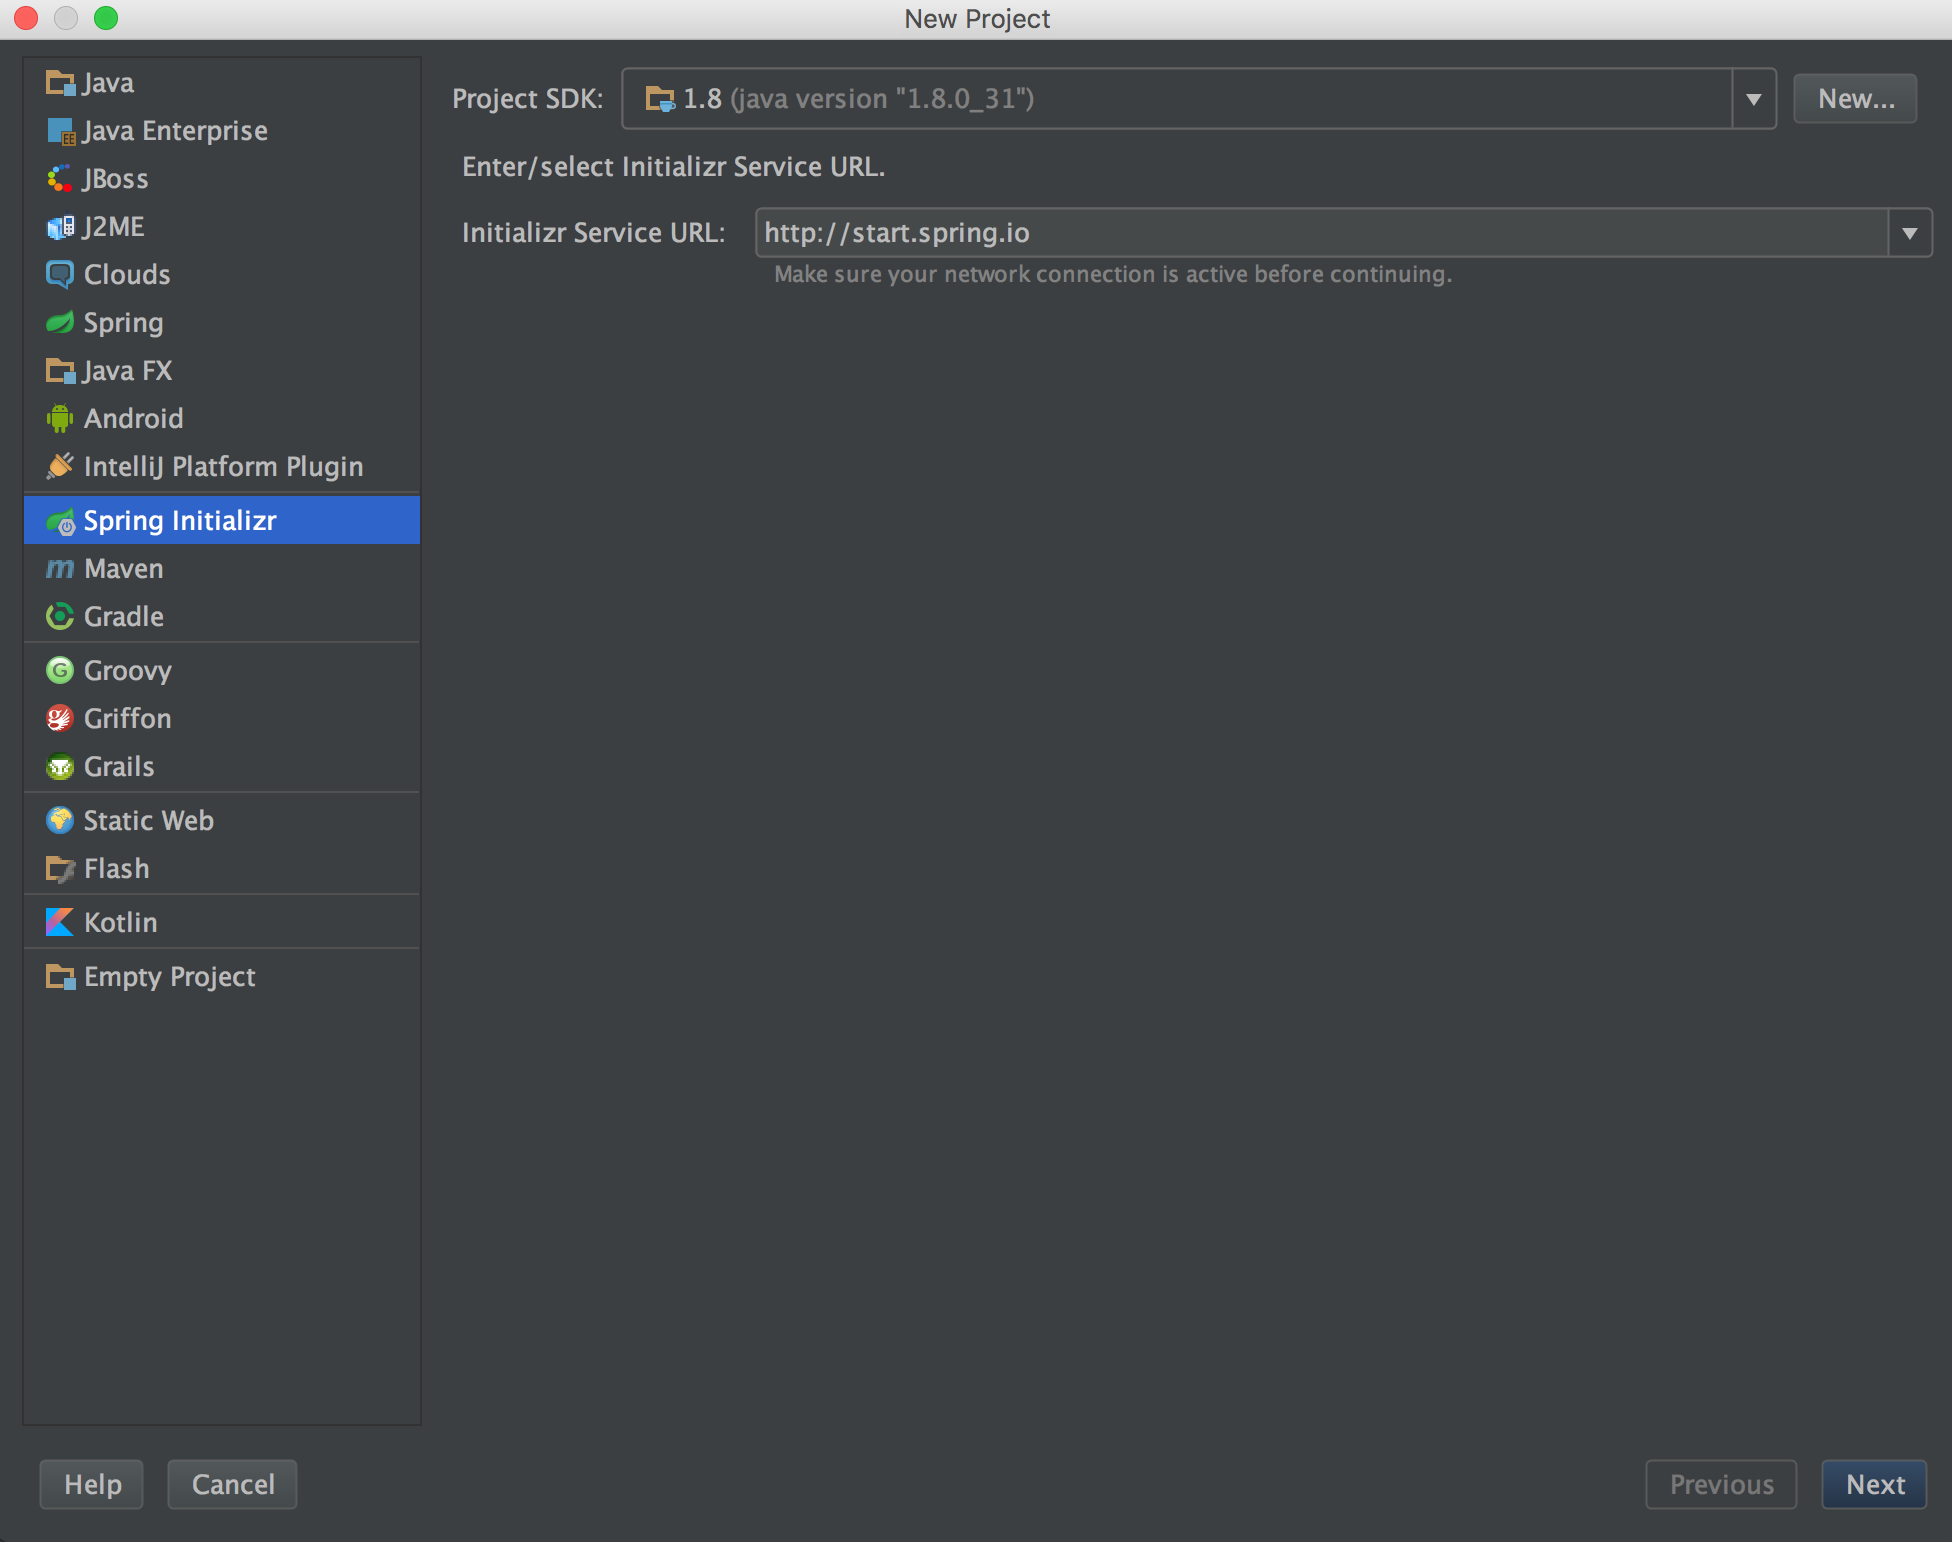 New Project
Java
Java Enterprise
JBoss
J2ME
Clouds
Spring
Java FX
Android
IntelliJ Platform Plugin
Spring Initializr
Maven
Gradle
Groovy
Griffon
Grails
Static Web
Flash
Kotlin
Empty Project
Project SDK: 1.8 (java version "1.8.0_31") New...
Enter/select Initializr Service URL.
Initializr Service URL: http://start.spring.io
Make sure your network connection is active before continuing.
Help Cancel Previous Next